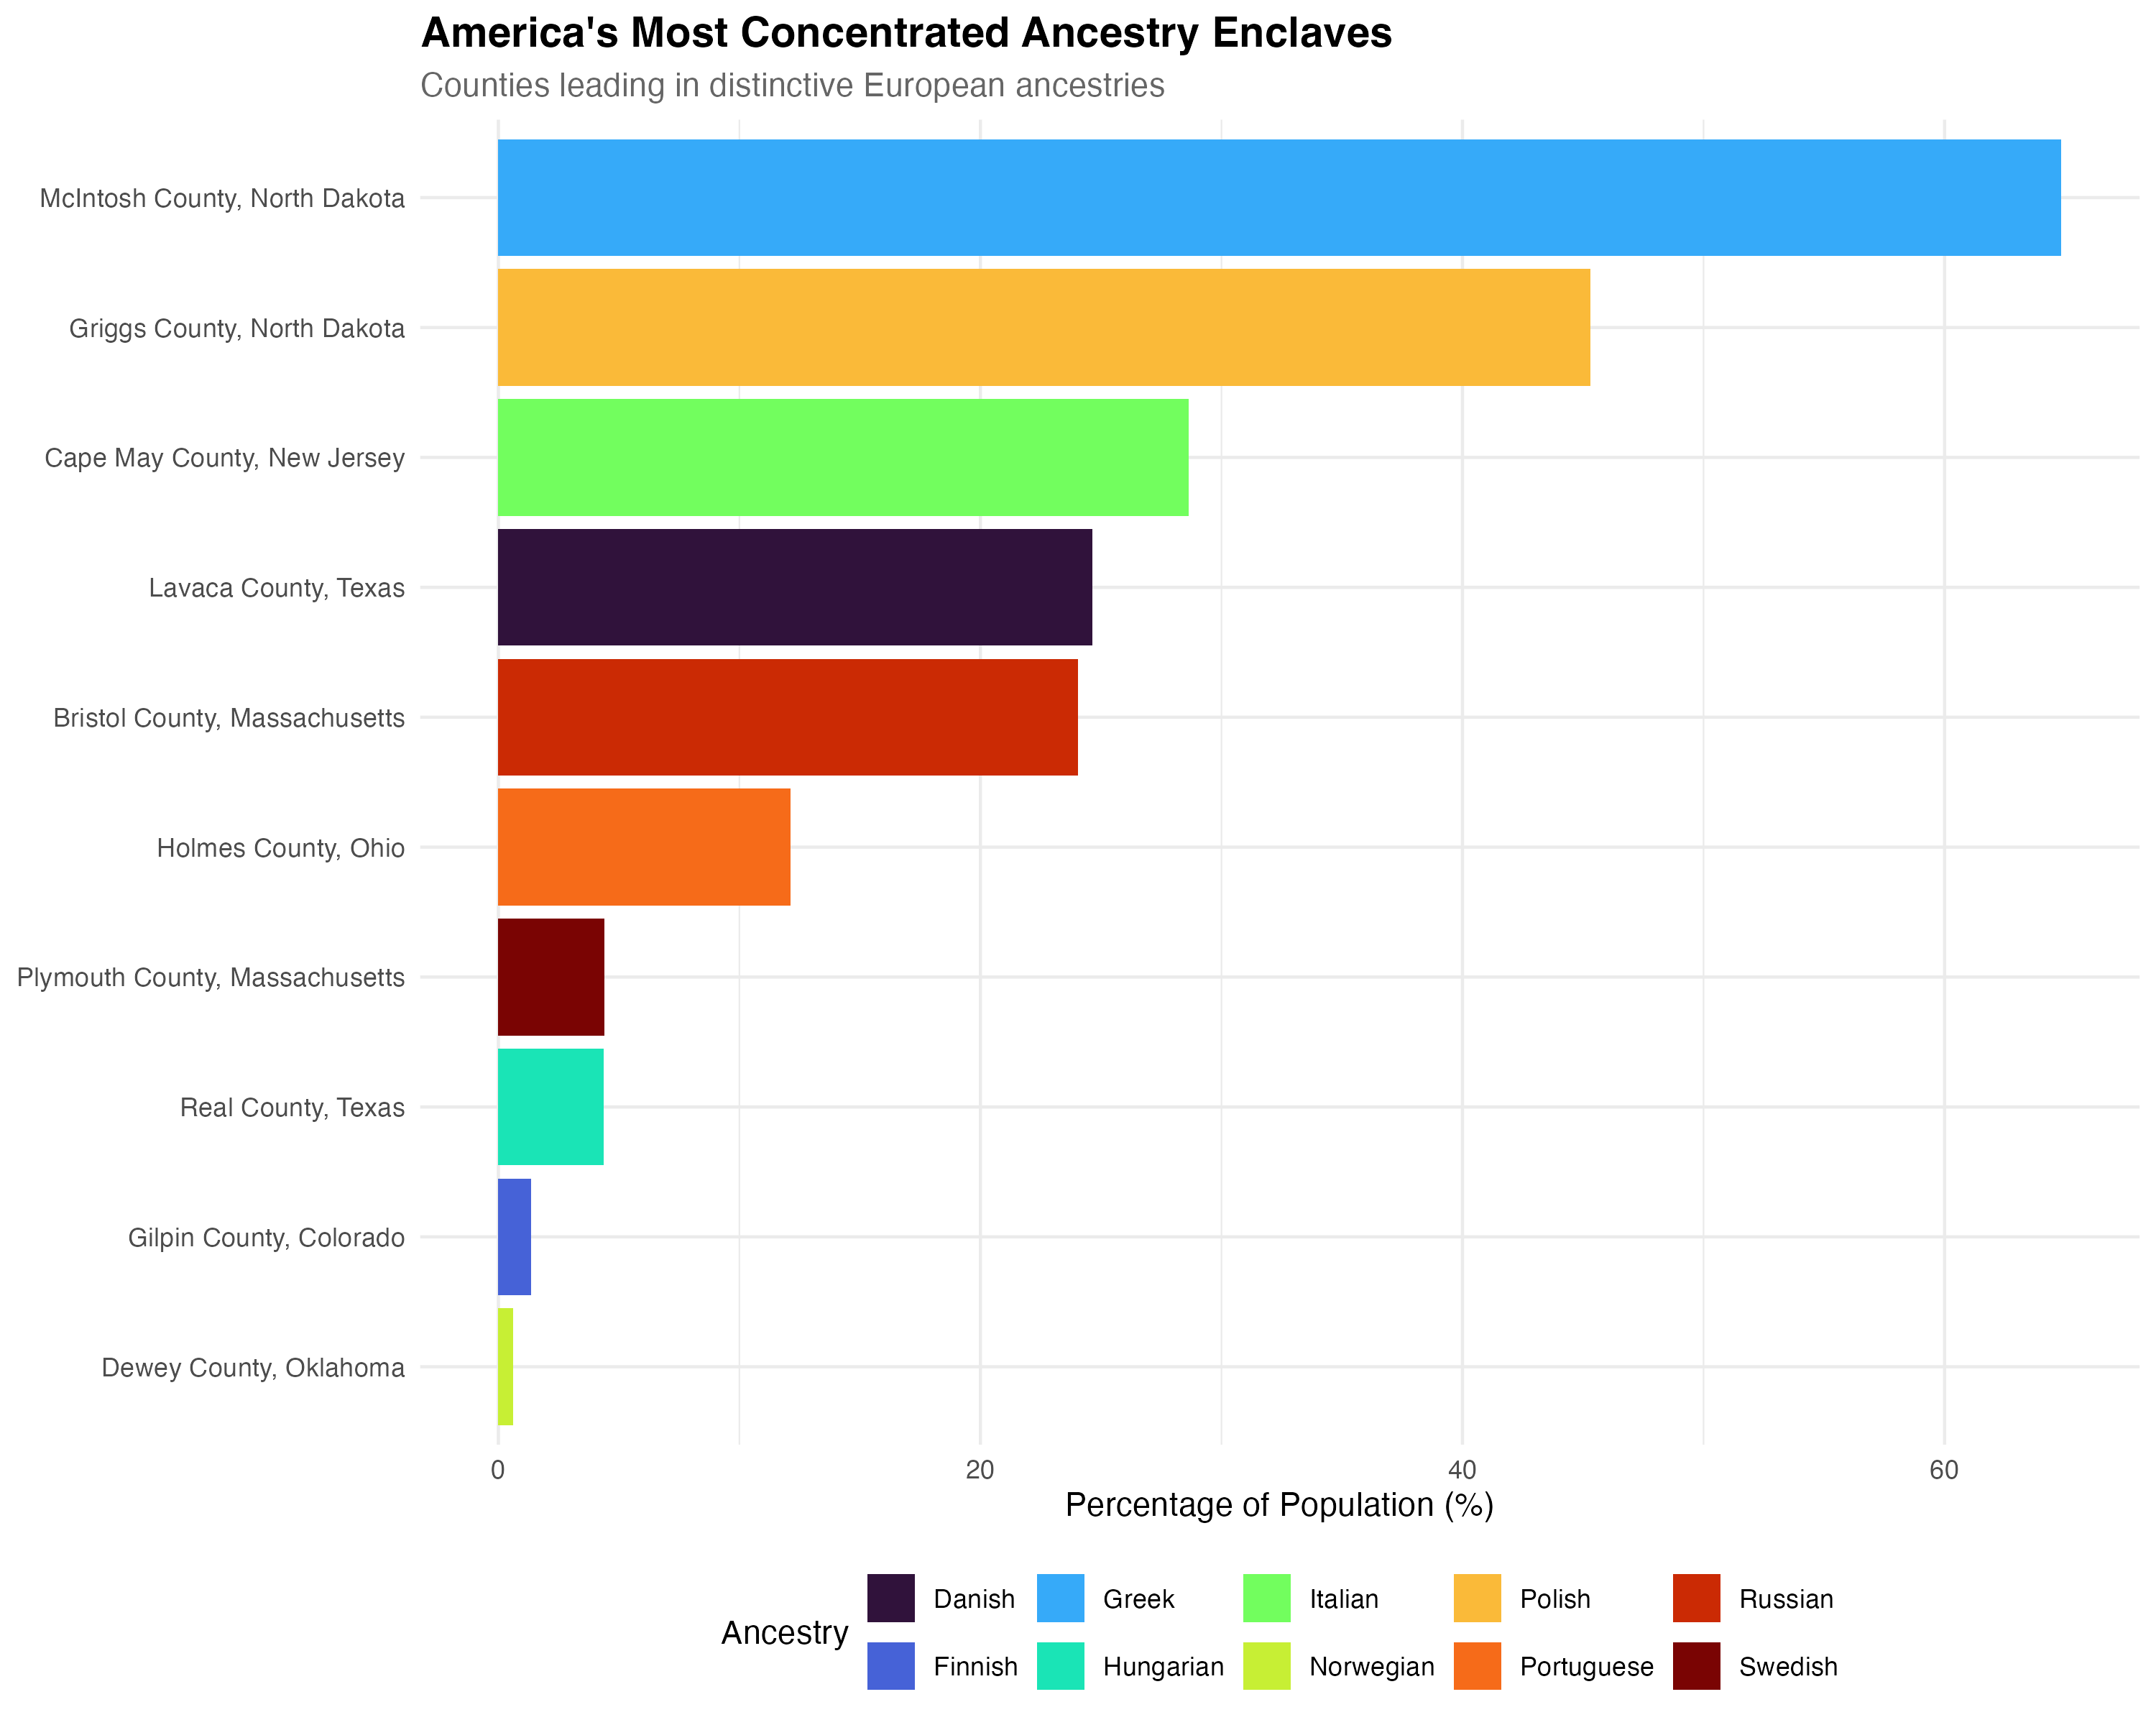 America's Most Concentrated Ancestry Enclaves
Counties leading in distinctive European ancestries
McIntosh County, North Dakota
Griggs County, North Dakota
Cape May County, New Jersey
Lavaca County, Texas
Bristol County, Massachusetts
Holmes County, Ohio
Plymouth County, Massachusetts
Real County, Texas
Gilpin County, Colorado
Dewey County, Oklahoma
0 20 40 60
Percentage of Population (%)
Ancestry
Danish Greek Italian Polish Russian
Finnish Hungarian Norwegian Portuguese Swedish